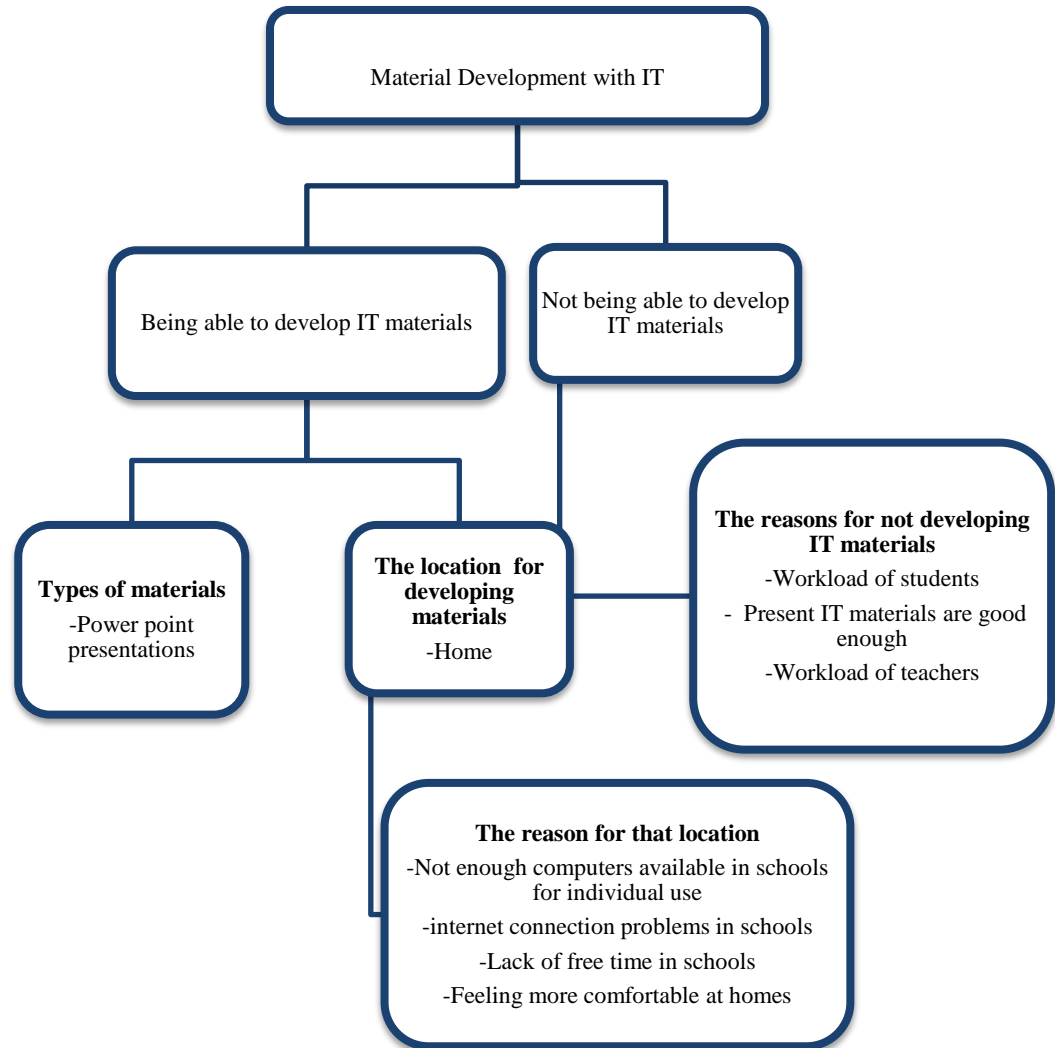 Material Development with IT
Being able to develop IT materials
Not being able to develop
IT materials
Types of materials
-Power point
presentations
The location  for
developing
materials
-Home
The reasons for not developing
IT materials
-Workload of students
-  Present IT materials are good
enough
-Workload of teachers
The reason for that location
-Not enough computers available in schools
for individual use
-internet connection problems in schools
-Lack of free time in schools
-Feeling more comfortable at homes